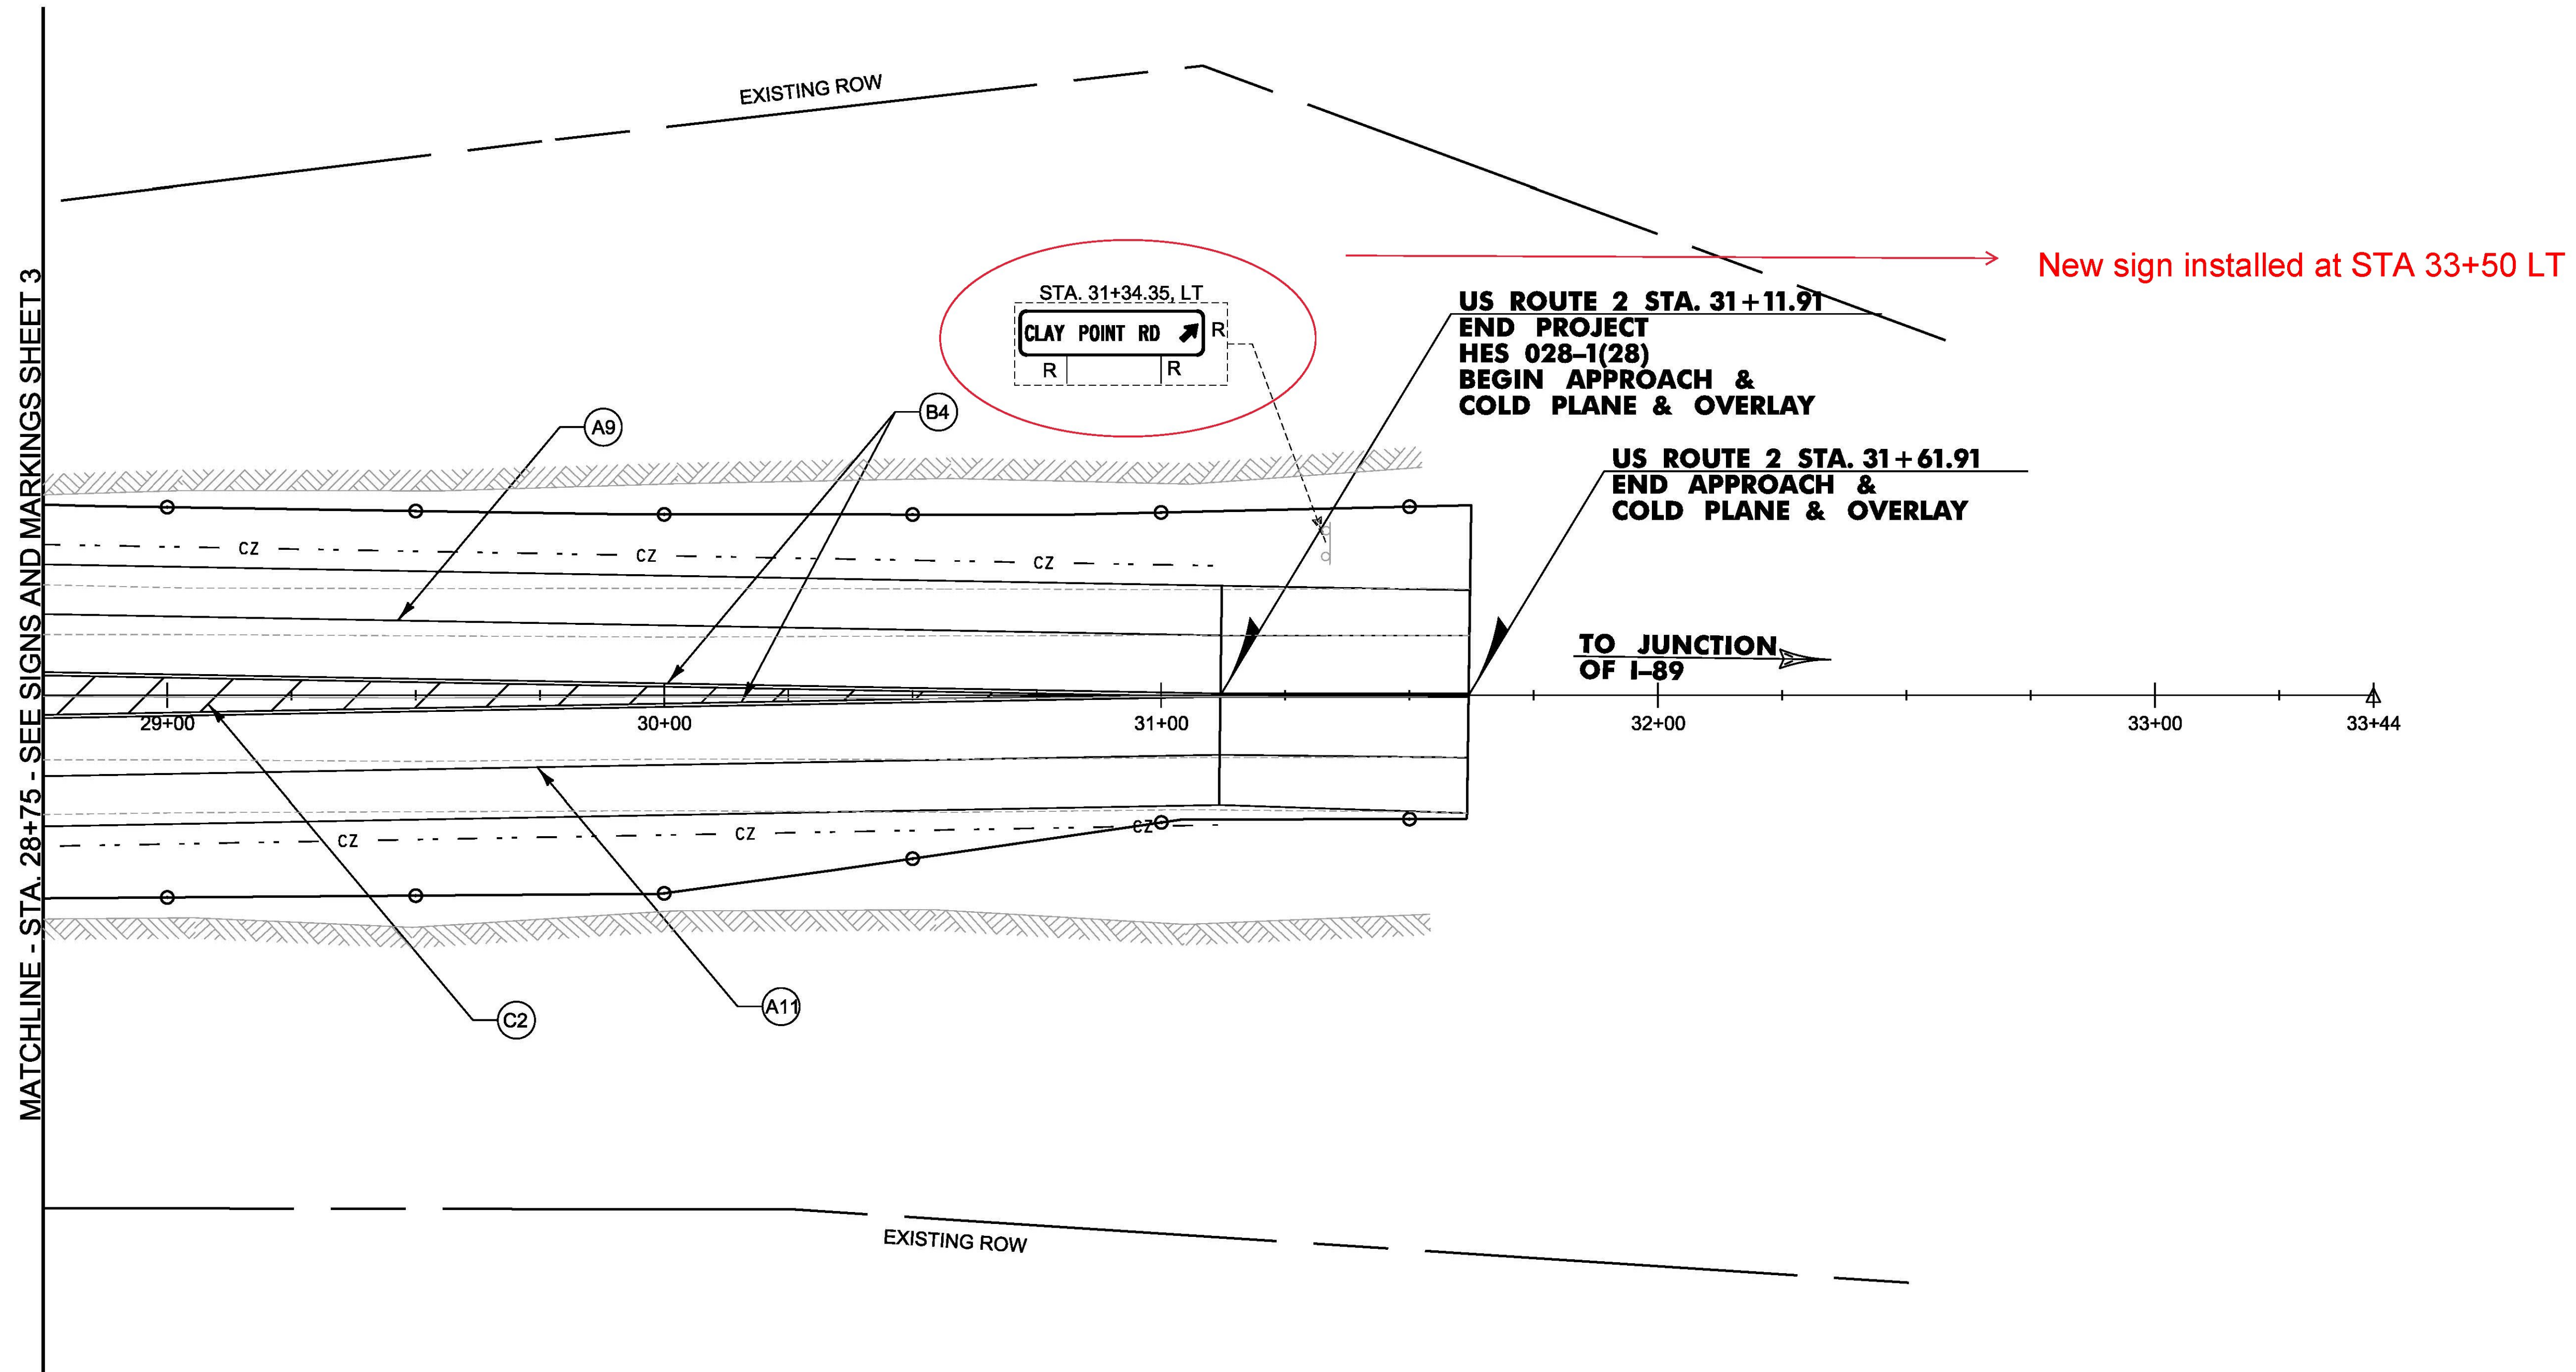 MATCHLINE - STA. 28+75 - SEE SIGNS AND MARKINGS SHEET 3
EXISTING ROW
New sign installed at STA 33+50 LT
STA. 31+34.35, LT
CLAY POINT RD
R
R
R
US ROUTE 2 STA. 31+11.91
END PROJECT
HES 028-1(28)
BEGIN APPROACH &
COLD PLANE & OVERLAY
A9
B4
US ROUTE 2 STA. 31+61.91
END APPROACH &
COLD PLANE & OVERLAY
CZ
CZ
CZ
TO JUNCTION
OF I-89
29+00
30+00
31+00
32+00
33+00
33+44
CZ
CZ
CZ
C2
A11
EXISTING ROW